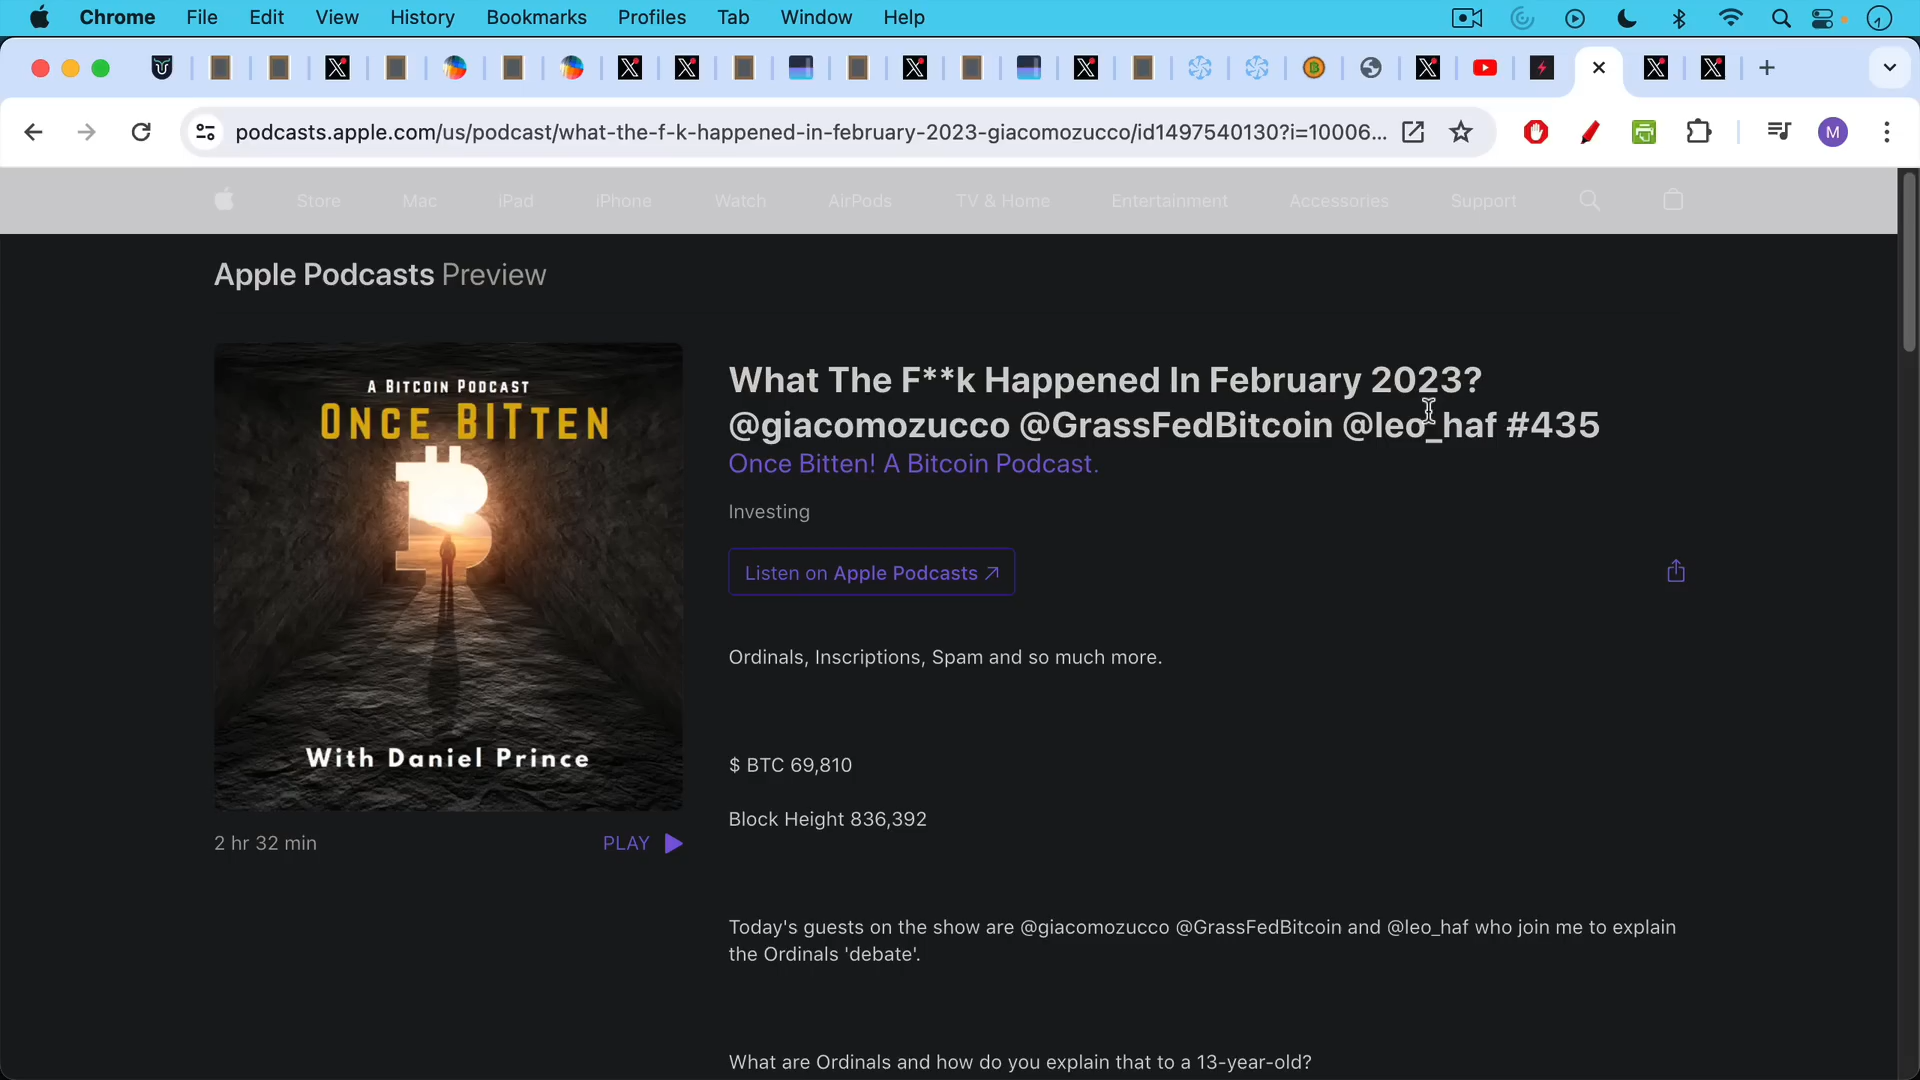 Chrome File Edit View History Bookmarks Profiles Tab Window Help
podcasts.apple.com/us/podcast/what-the-f-k-happened-in-february-2023-giacomozucco/id1497540130?i=10006...
M
Store Mac iPad iPhone Watch AirPods TV & Home Entertainment Accessories Support
Apple Podcasts Preview
A BITCOIN PODCAST
ONCE BITTEN
With Daniel Prince
2 hr 32 min PLAY
What The F**k Happened In February 2023?
@giacomozucco @GrassFedBitcoin @leo_haf #435
Once Bitten! A Bitcoin Podcast.
Investing
Listen on Apple Podcasts ↗
Ordinals, Inscriptions, Spam and so much more.
$ BTC 69,810
Block Height 836,392
Today's guests on the show are @giacomozucco @GrassFedBitcoin and @leo_haf who join me to explain
the Ordinals 'debate'.
What are Ordinals and how do you explain that to a 13-year-old?